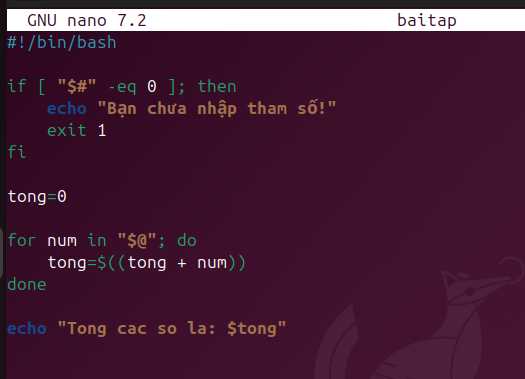 GNU nano 7.2 baitap
#!/bin/bash
if [ "$#" -eq 0 ]; then
    echo "Bạn chưa nhập tham số!"
    exit 1
fi
tong=0
for num in "$@"; do
    tong=$((tong + num))
done
echo "Tong cac so la: $tong"